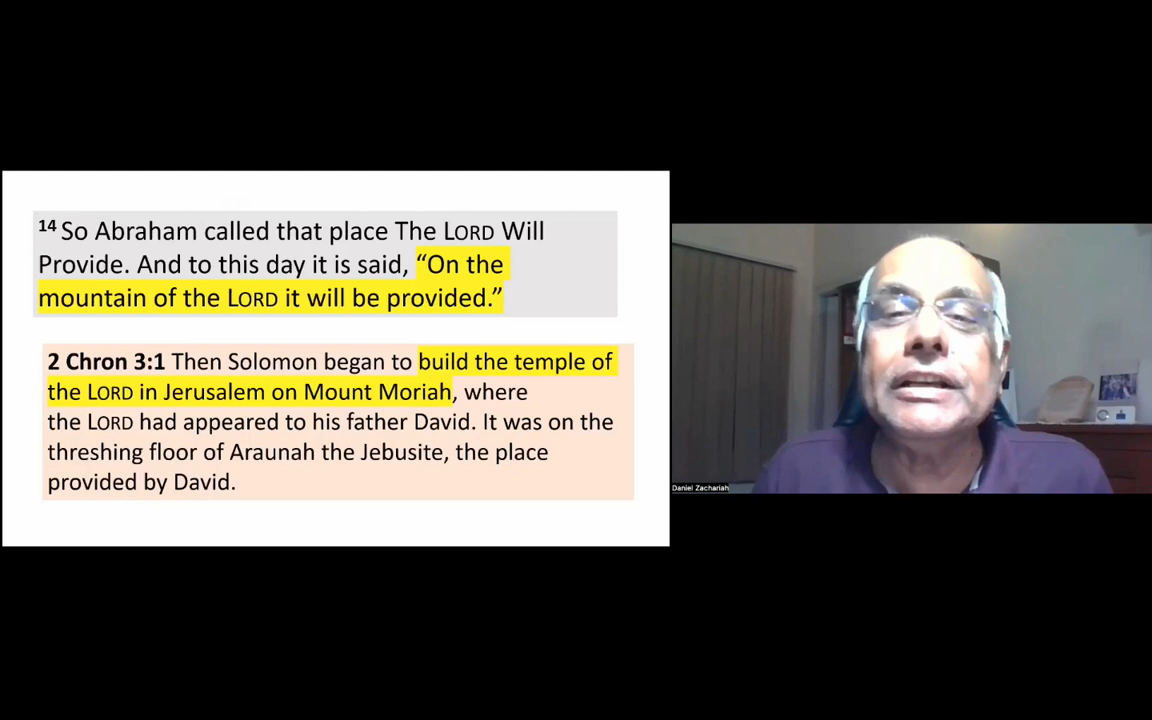 14 So Abraham called that place The LORD Will
Provide. And to this day it is said, “On the
mountain of the LORD it will be provided.”
2 Chron 3:1 Then Solomon began to build the temple of
the LORD in Jerusalem on Mount Moriah, where
the LORD had appeared to his father David. It was on the
threshing floor of Araunah the Jebusite, the place
provided by David.
Daniel Zachariah